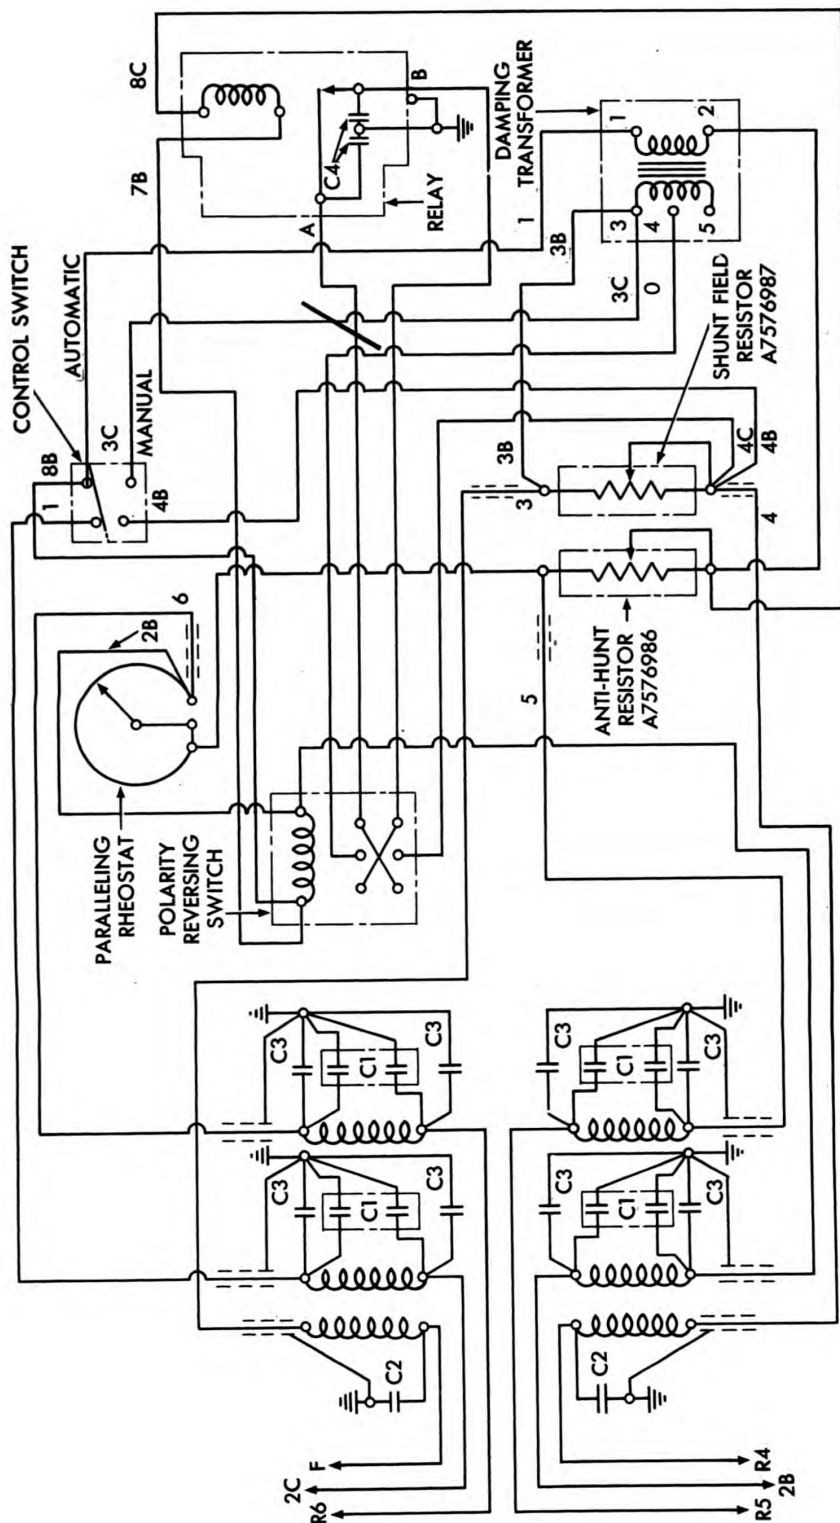 8C
7B
CONTROL SWITCH
AUTOMATIC
8B
1
3C
MANUAL
4B
B
C4
A
RELAY
DAMPING
TRANSFORMER
1
2
3
4
5
1
3B
3C
0
SHUNT FIELD
RESISTOR
A7576987
3B
3
4C
4B
4
6
2B
PARALLELING
RHEOSTAT
POLARITY
REVERSING
SWITCH
5
ANTI-HUNT
RESISTOR
A7576986
C3
C1
C3
C3
C1
C3
C3
C1
C3
C3
C1
C3
C2
C2
F
2C
R6
R4
2B
R5